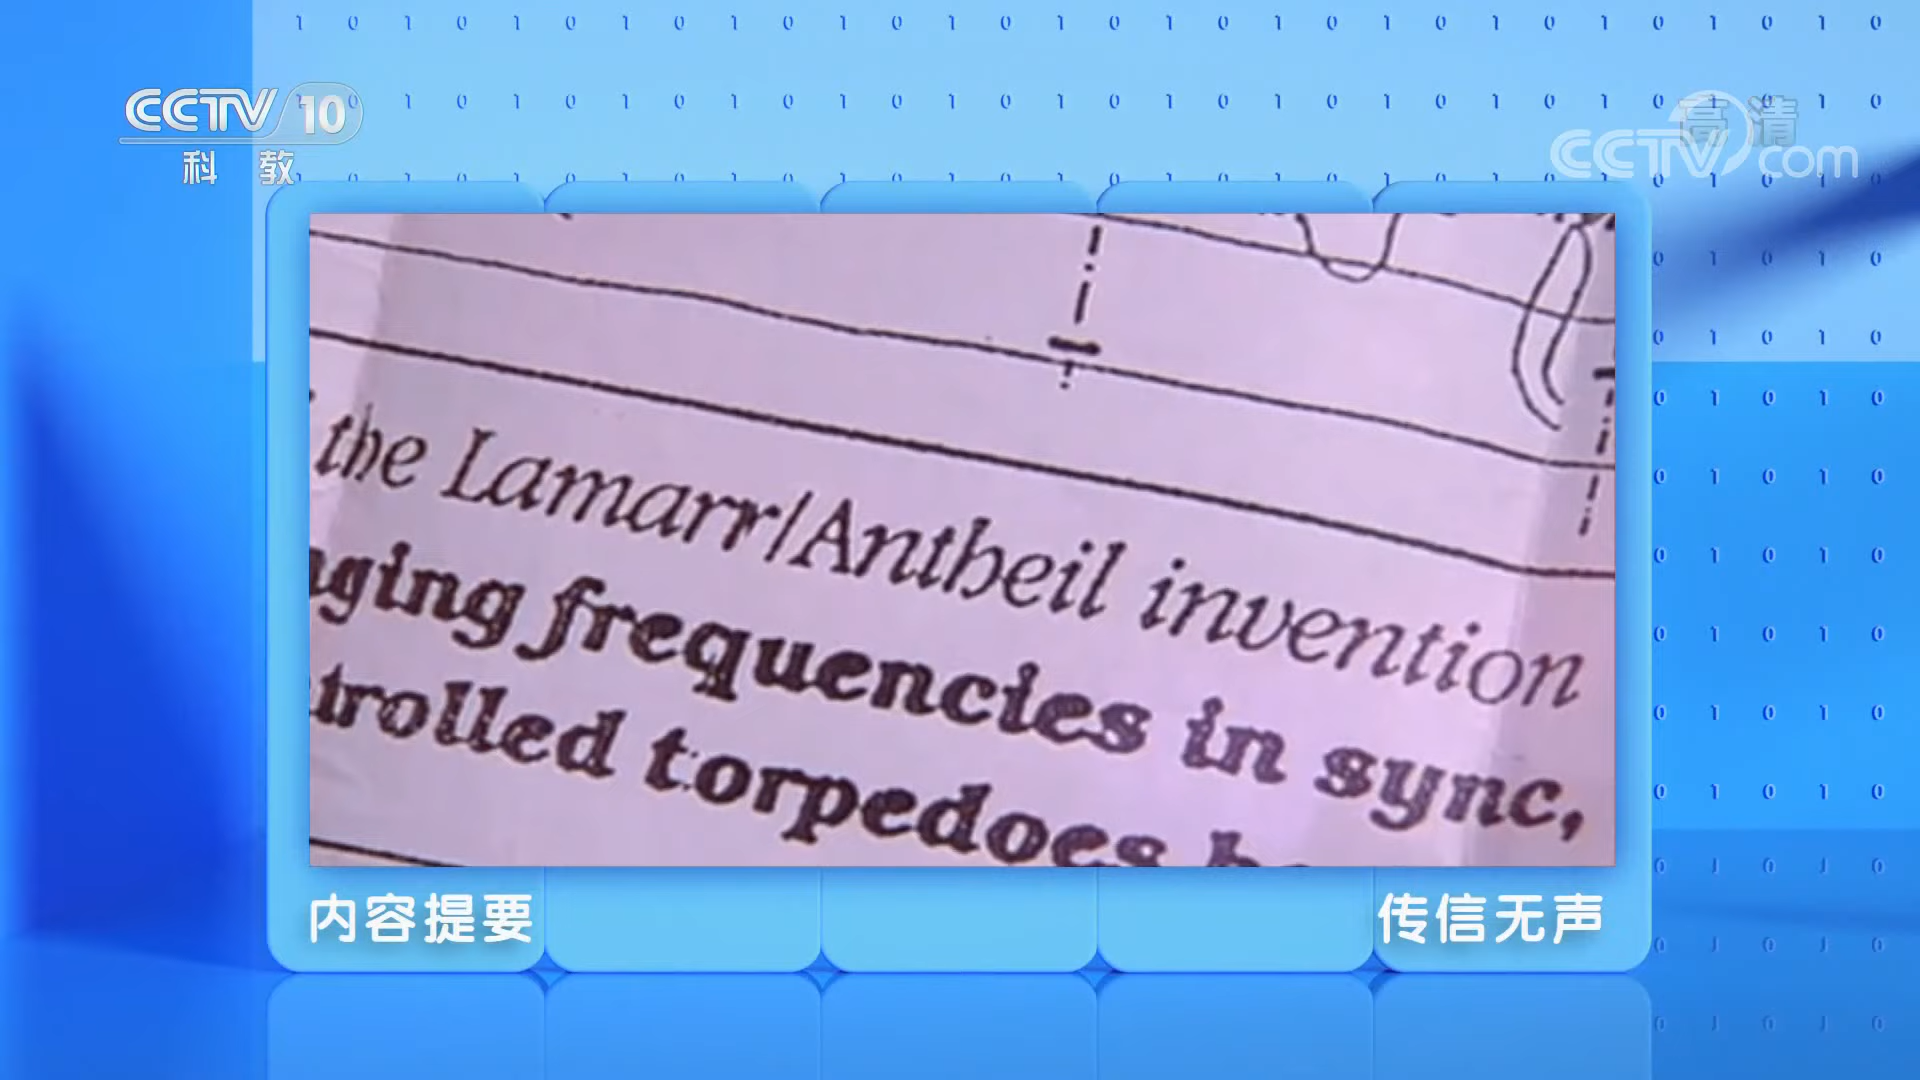 CCTV 10
科 教
高清
CCTV com
the Lamarr/Antheil invention
frequencies in sync,
torpedoes
内容提要
传信无声